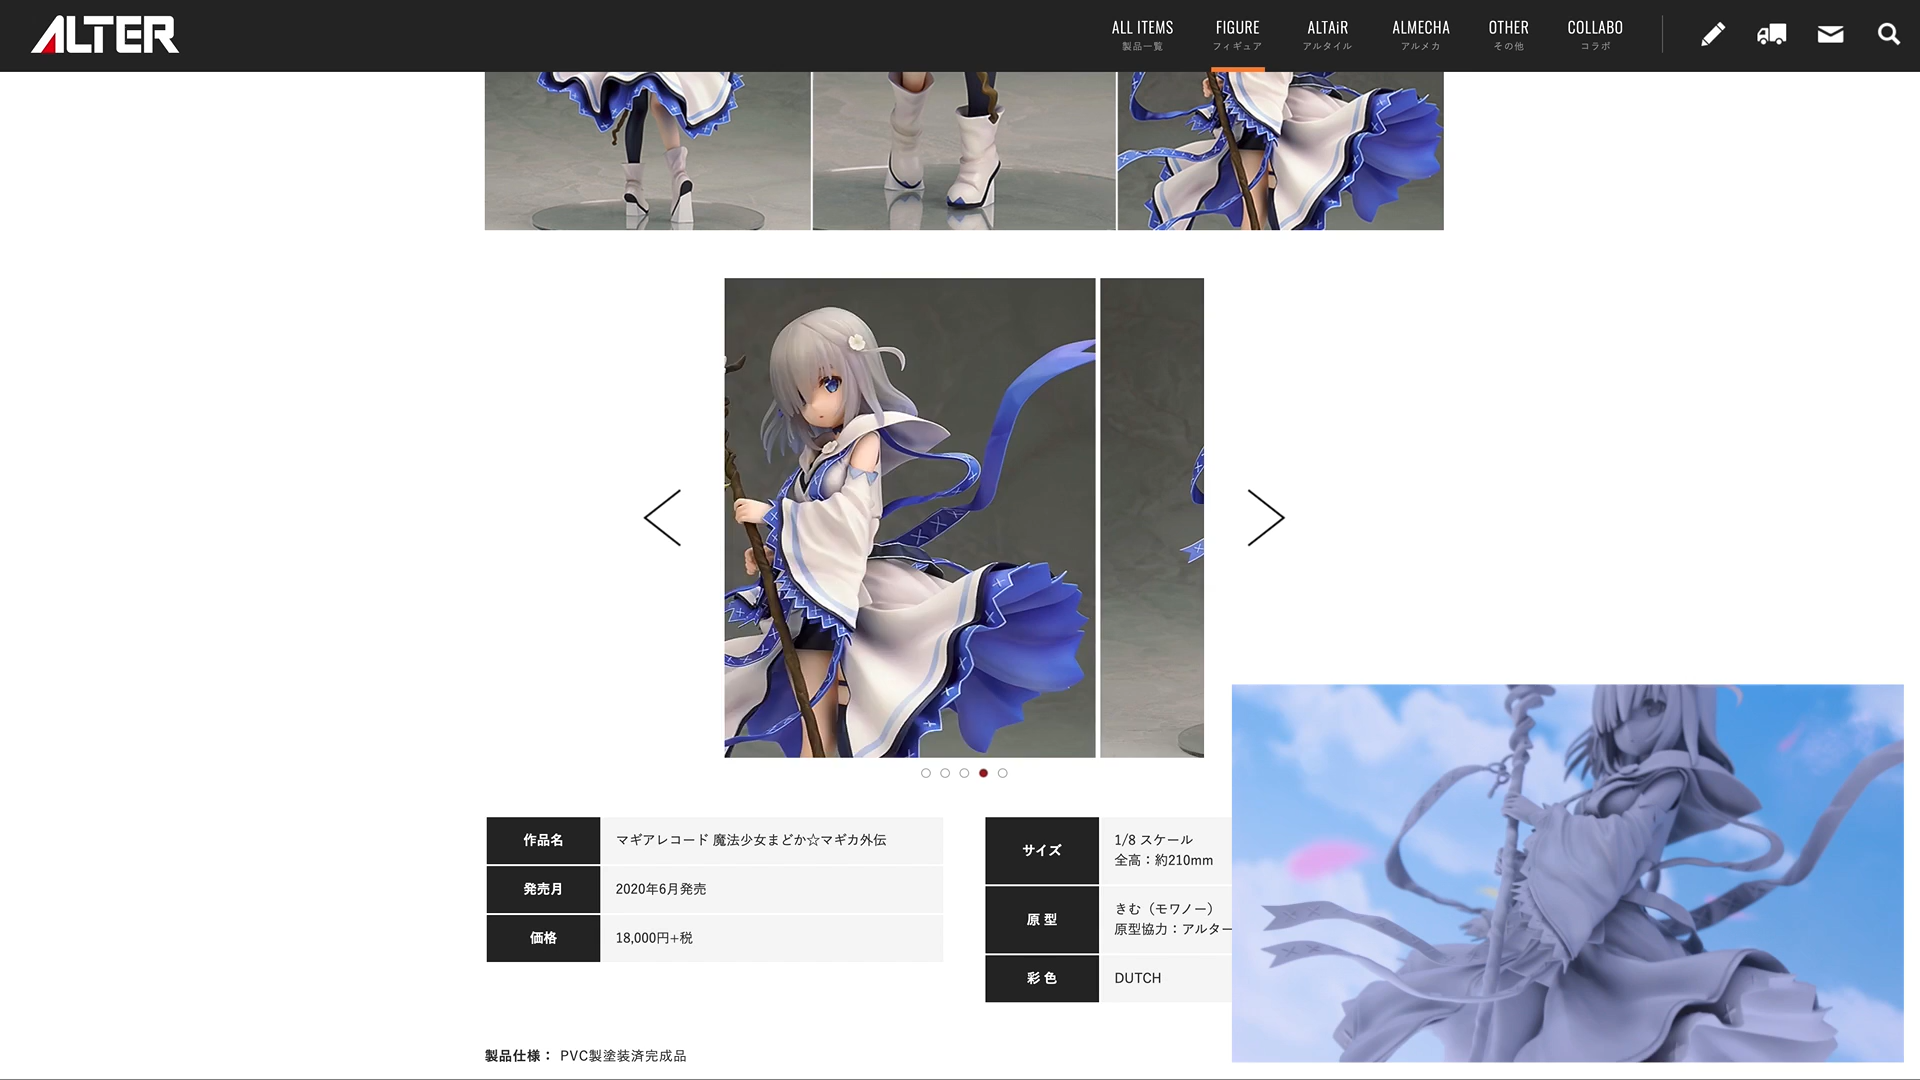 ALTER
ALL ITEMS
製品一覧
FIGURE
フィギュア
ALTAiR
アルタイル
ALMECHA
アルメカ
OTHER
その他
COLLABO
コラボ
作品名
マギアレコード 魔法少女まどか☆マギカ外伝
発売月
2020年6月発売
価格
18,000円+税
サイズ
1/8 スケール
全高：約210mm
原 型
きむ（モワノー）
原型協力：アルター
彩 色
DUTCH
製品仕様： PVC製塗装済完成品